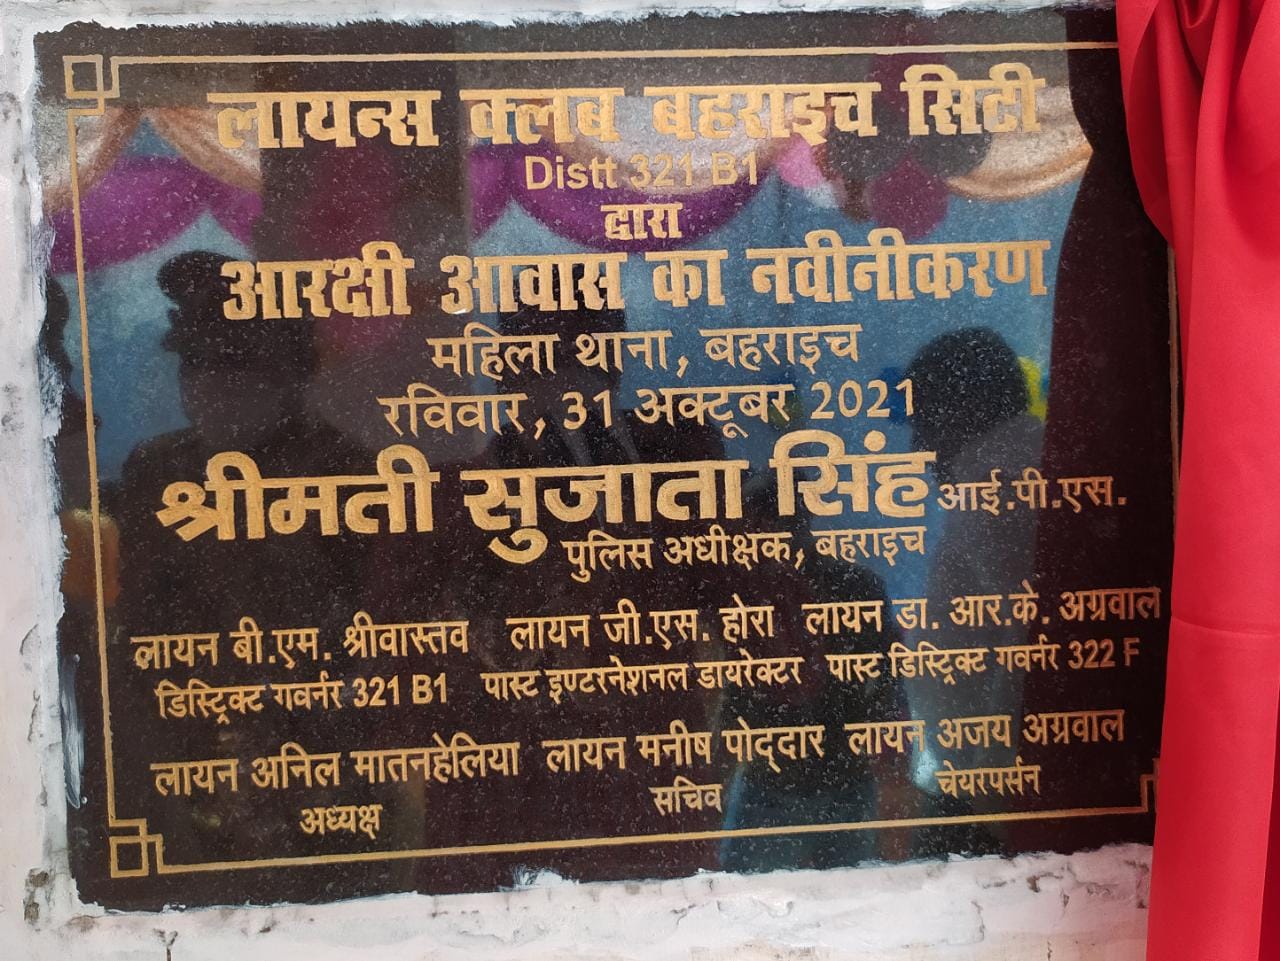 लायन्स क्लब बहराइच सिटी
Distt 321 B1
द्वारा
आरक्षी आवास का नवीनीकरण
महिला थाना, बहराइच
रविवार, 31 अक्टूबर 2021
श्रीमती सुजाता सिंह आई.पी.एस.
पुलिस अधीक्षक, बहराइच
लायन बी.एम. श्रीवास्तव लायन जी.एस. होरा लायन डा. आर.के. अग्रवाल
डिस्ट्रिक्ट गवर्नर 321 B1 पास्ट इण्टरनेशनल डायरेक्टर पास्ट डिस्ट्रिक्ट गवर्नर 322 F
लायन अनिल मातनहेलिया लायन मनीष पोद्दार लायन अजय अग्रवाल
अध्यक्ष सचिव चेयरपर्सन